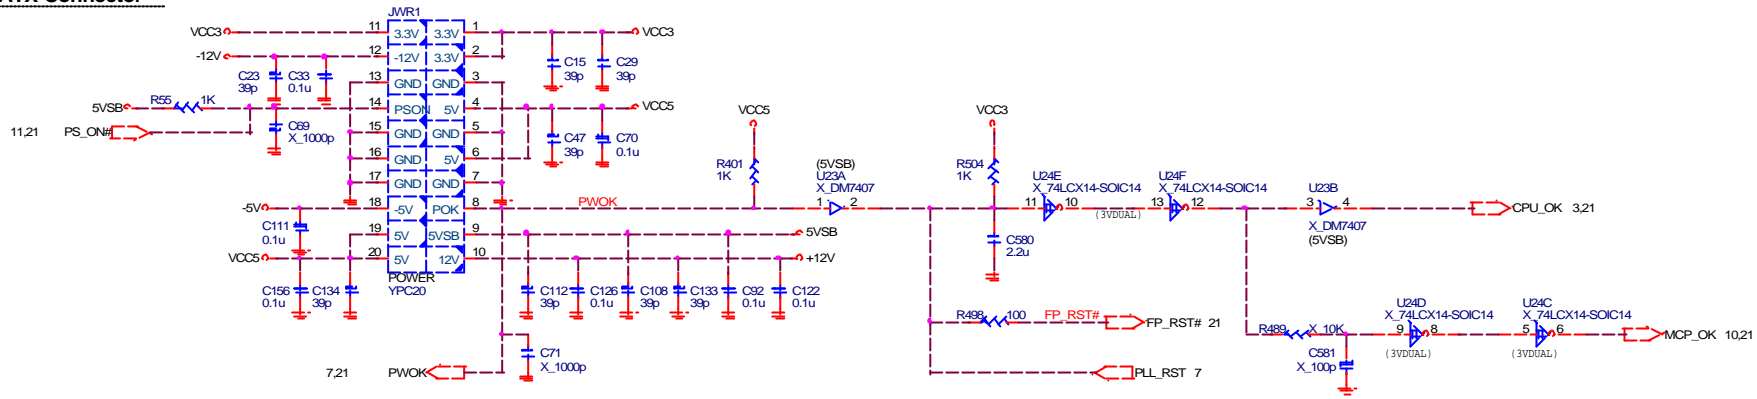 ATX Connector
JWR1
VCC3 11 3.3V 3.3V 1 VCC3
-12V 12 -12V 3.3V 2
C23 39p
C33 0.1u
C15 39p
C29 39p
13 GND GND 3
5VSB R55 1K 14 PSON 5V 4 VCC5
11,21 PS_ON#
C69 X_1000p
15 GND GND 5
C47 39p
C70 0.1u
16 GND 5V 6
17 GND GND 7
-5V 18 -5V POK 8 PWOK
C111 0.1u
19 5V 5VSB 9 5VSB
VCC5 20 5V 12V 10 +12V
POWER
YPC20
C156 0.1u
C134 39p
C112 39p
C126 0.1u
C108 39p
C133 39p
C92 0.1u
C122 0.1u
C71 X_1000p
7,21 PWOK
VCC5
R401 1K
(5VSB)
U23A
X_DM7407
1 2
VCC3
R504 1K
C580 2.2u
U24E
X_74LCX14-SOIC14
11 10
(3VDUAL)
U24F
X_74LCX14-SOIC14
13 12
U23B
3 4
X_DM7407
(5VSB)
CPU_OK 3,21
R498 100 FP_RST# FP_RST# 21
PLL_RST 7
R489 X_10K
C581 X_100p
U24D
X_74LCX14-SOIC14
9 8
(3VDUAL)
U24C
X_74LCX14-SOIC14
5 6
(3VDUAL)
MCP_OK 10,21